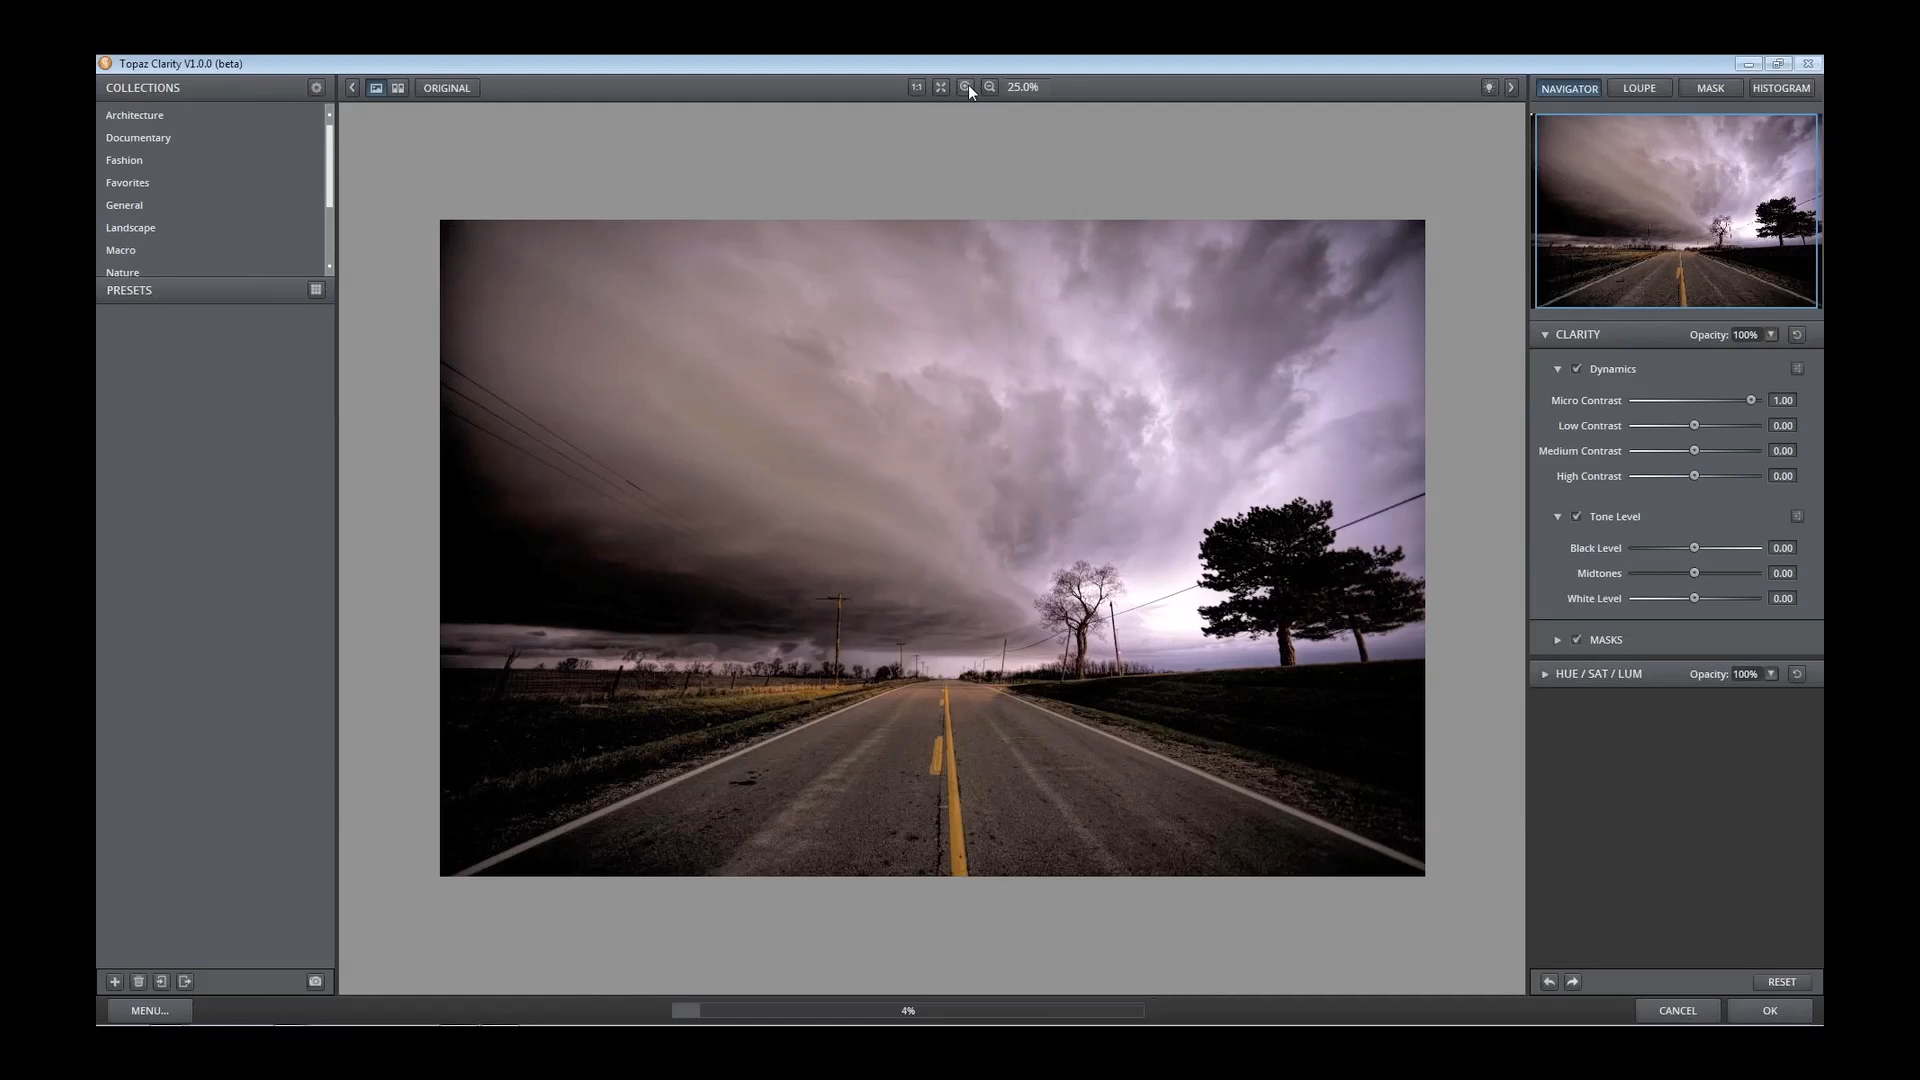 Topaz Clarity V1.0.0 (beta)
COLLECTIONS
ORIGINAL
1:1
25.0%
NAVIGATOR
LOUPE
MASK
HISTOGRAM
Architecture
Documentary
Fashion
Favorites
General
Landscape
Macro
Nature
PRESETS
CLARITY
Opacity: 100%
Dynamics
Micro Contrast 1.00
Low Contrast 0.00
Medium Contrast 0.00
High Contrast 0.00
Tone Level
Black Level 0.00
Midtones 0.00
White Level 0.00
MASKS
HUE / SAT / LUM
Opacity: 100%
RESET
MENU...
4%
CANCEL
OK